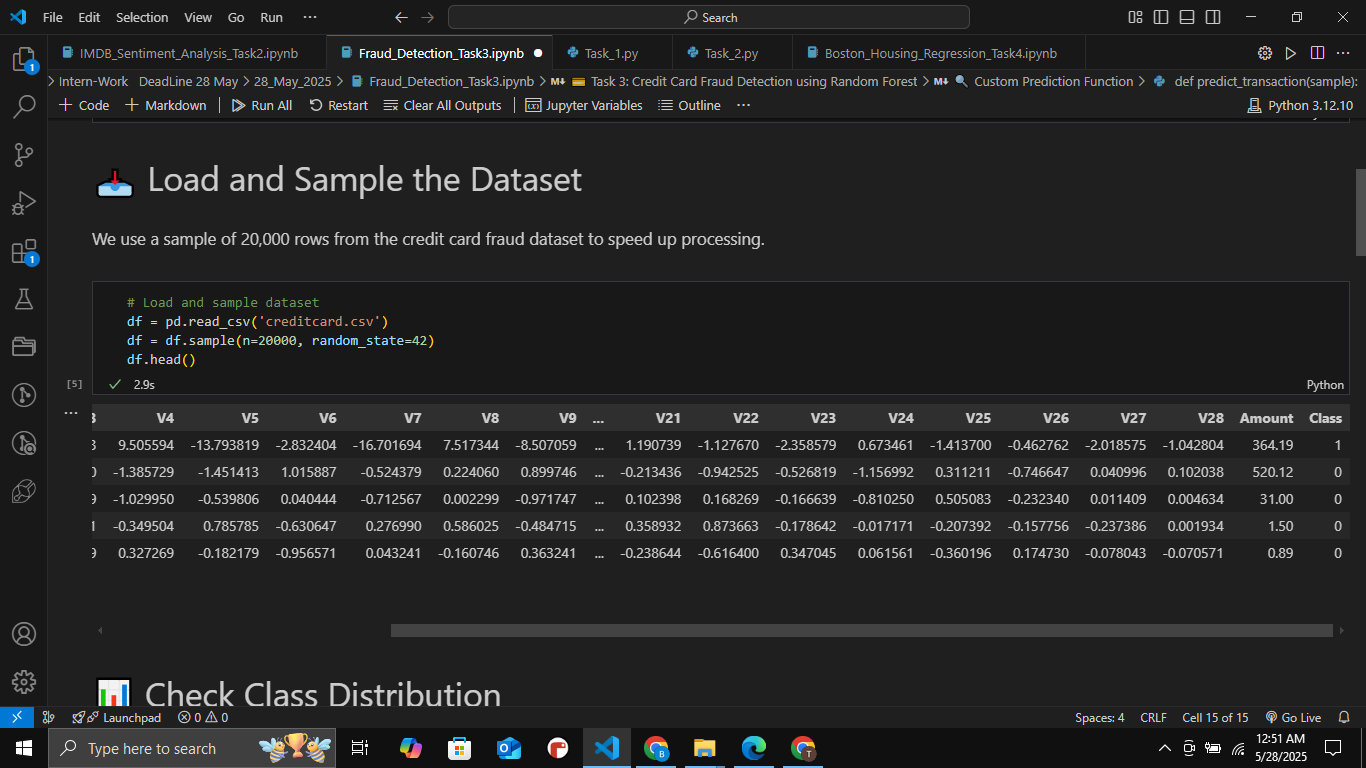 File Edit Selection View Go Run ··· Search
IMDB_Sentiment_Analysis_Task2.ipynb Fraud_Detection_Task3.ipynb Task_1.py Task_2.py Boston_Housing_Regression_Task4.ipynb
Intern-Work DeadLine 28 May > 28_May_2025 > Fraud_Detection_Task3.ipynb > M↓ Task 3: Credit Card Fraud Detection using Random Forest > M↓ Custom Prediction Function > def predict_transaction(sample):
+ Code + Markdown Run All Restart Clear All Outputs Jupyter Variables Outline ··· Python 3.12.10
Load and Sample the Dataset
We use a sample of 20,000 rows from the credit card fraud dataset to speed up processing.
# Load and sample dataset
df = pd.read_csv('creditcard.csv')
df = df.sample(n=20000, random_state=42)
df.head()
[5] 2.9s Python
3 V4 V5 V6 V7 V8 V9 ... V21 V22 V23 V24 V25 V26 V27 V28 Amount Class
3 9.505594 -13.793819 -2.832404 -16.701694 7.517344 -8.507059 ... 1.190739 -1.127670 -2.358579 0.673461 -1.413700 -0.462762 -2.018575 -1.042804 364.19 1
0 -1.385729 -1.451413 1.015887 -0.524379 0.224060 0.899746 ... -0.213436 -0.942525 -0.526819 -1.156992 0.311211 -0.746647 0.040996 0.102038 520.12 0
9 -1.029950 -0.539806 0.040444 -0.712567 0.002299 -0.971747 ... 0.102398 0.168269 -0.166639 -0.810250 0.505083 -0.232340 0.011409 0.004634 31.00 0
1 -0.349504 0.785785 -0.630647 0.276990 0.586025 -0.484715 ... 0.358932 0.873663 -0.178642 -0.017171 -0.207392 -0.157756 -0.237386 0.001934 1.50 0
9 0.327269 -0.182179 -0.956571 0.043241 -0.160746 0.363241 ... -0.238644 -0.616400 0.347045 0.061561 -0.360196 0.174730 -0.078043 -0.070571 0.89 0
Check Class Distribution
Launchpad 0 0 Spaces: 4 CRLF Cell 15 of 15 Go Live
Type here to search 12:51 AM
5/28/2025